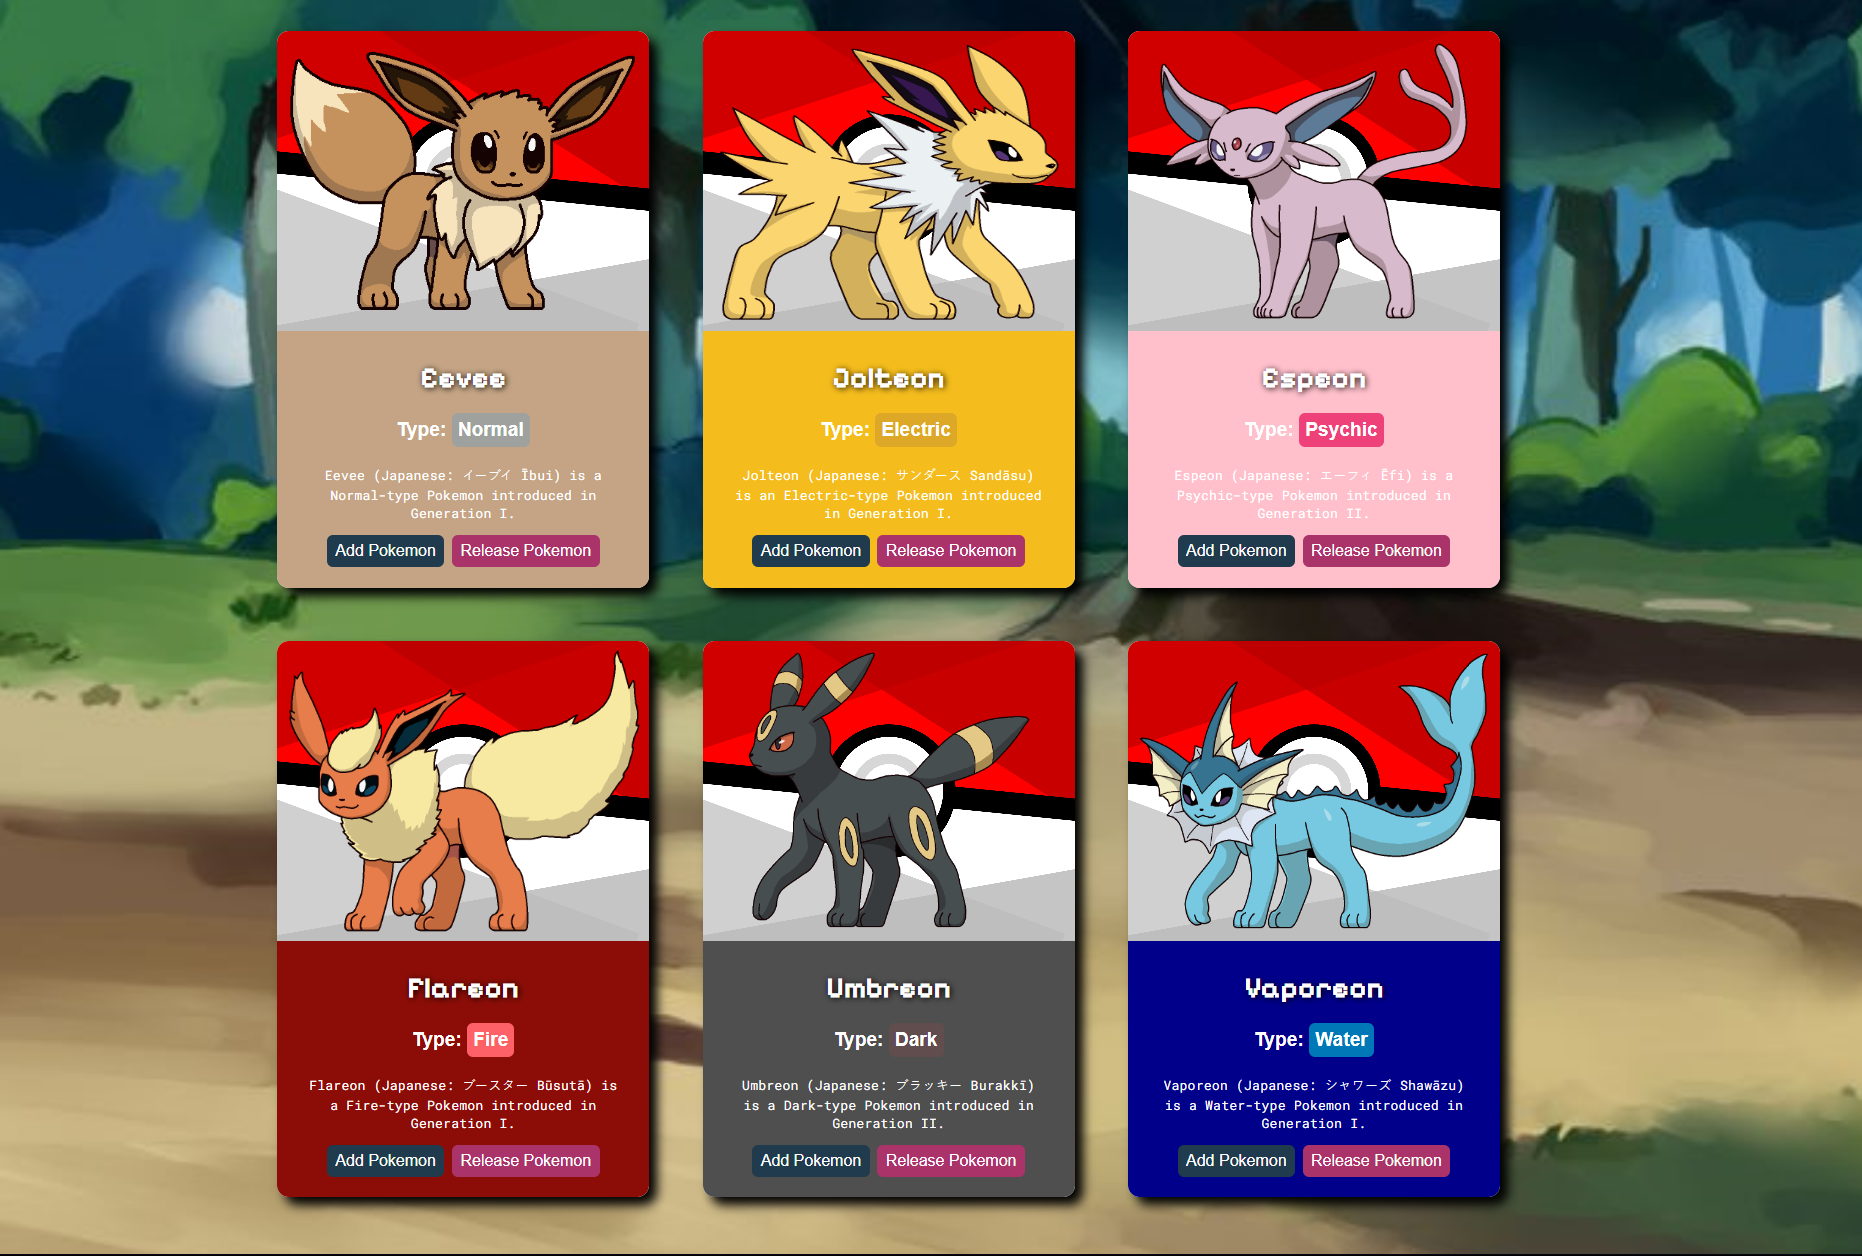 Eevee
Type: Normal
Eevee (Japanese: イーブイ Ībui) is a
Normal-type Pokemon introduced in
Generation I.
Add Pokemon Release Pokemon
Jolteon
Type: Electric
Jolteon (Japanese: サンダース Sandāsu)
is an Electric-type Pokemon introduced
in Generation I.
Add Pokemon Release Pokemon
Espeon
Type: Psychic
Espeon (Japanese: エーフィ Ēfi) is a
Psychic-type Pokemon introduced in
Generation II.
Add Pokemon Release Pokemon
Flareon
Type: Fire
Flareon (Japanese: ブースター Būsutā) is
a Fire-type Pokemon introduced in
Generation I.
Add Pokemon Release Pokemon
Umbreon
Type: Dark
Umbreon (Japanese: ブラッキー Burakkī)
is a Dark-type Pokemon introduced in
Generation II.
Add Pokemon Release Pokemon
Vaporeon
Type: Water
Vaporeon (Japanese: シャワーズ Shawāzu)
is a Water-type Pokemon introduced in
Generation I.
Add Pokemon Release Pokemon